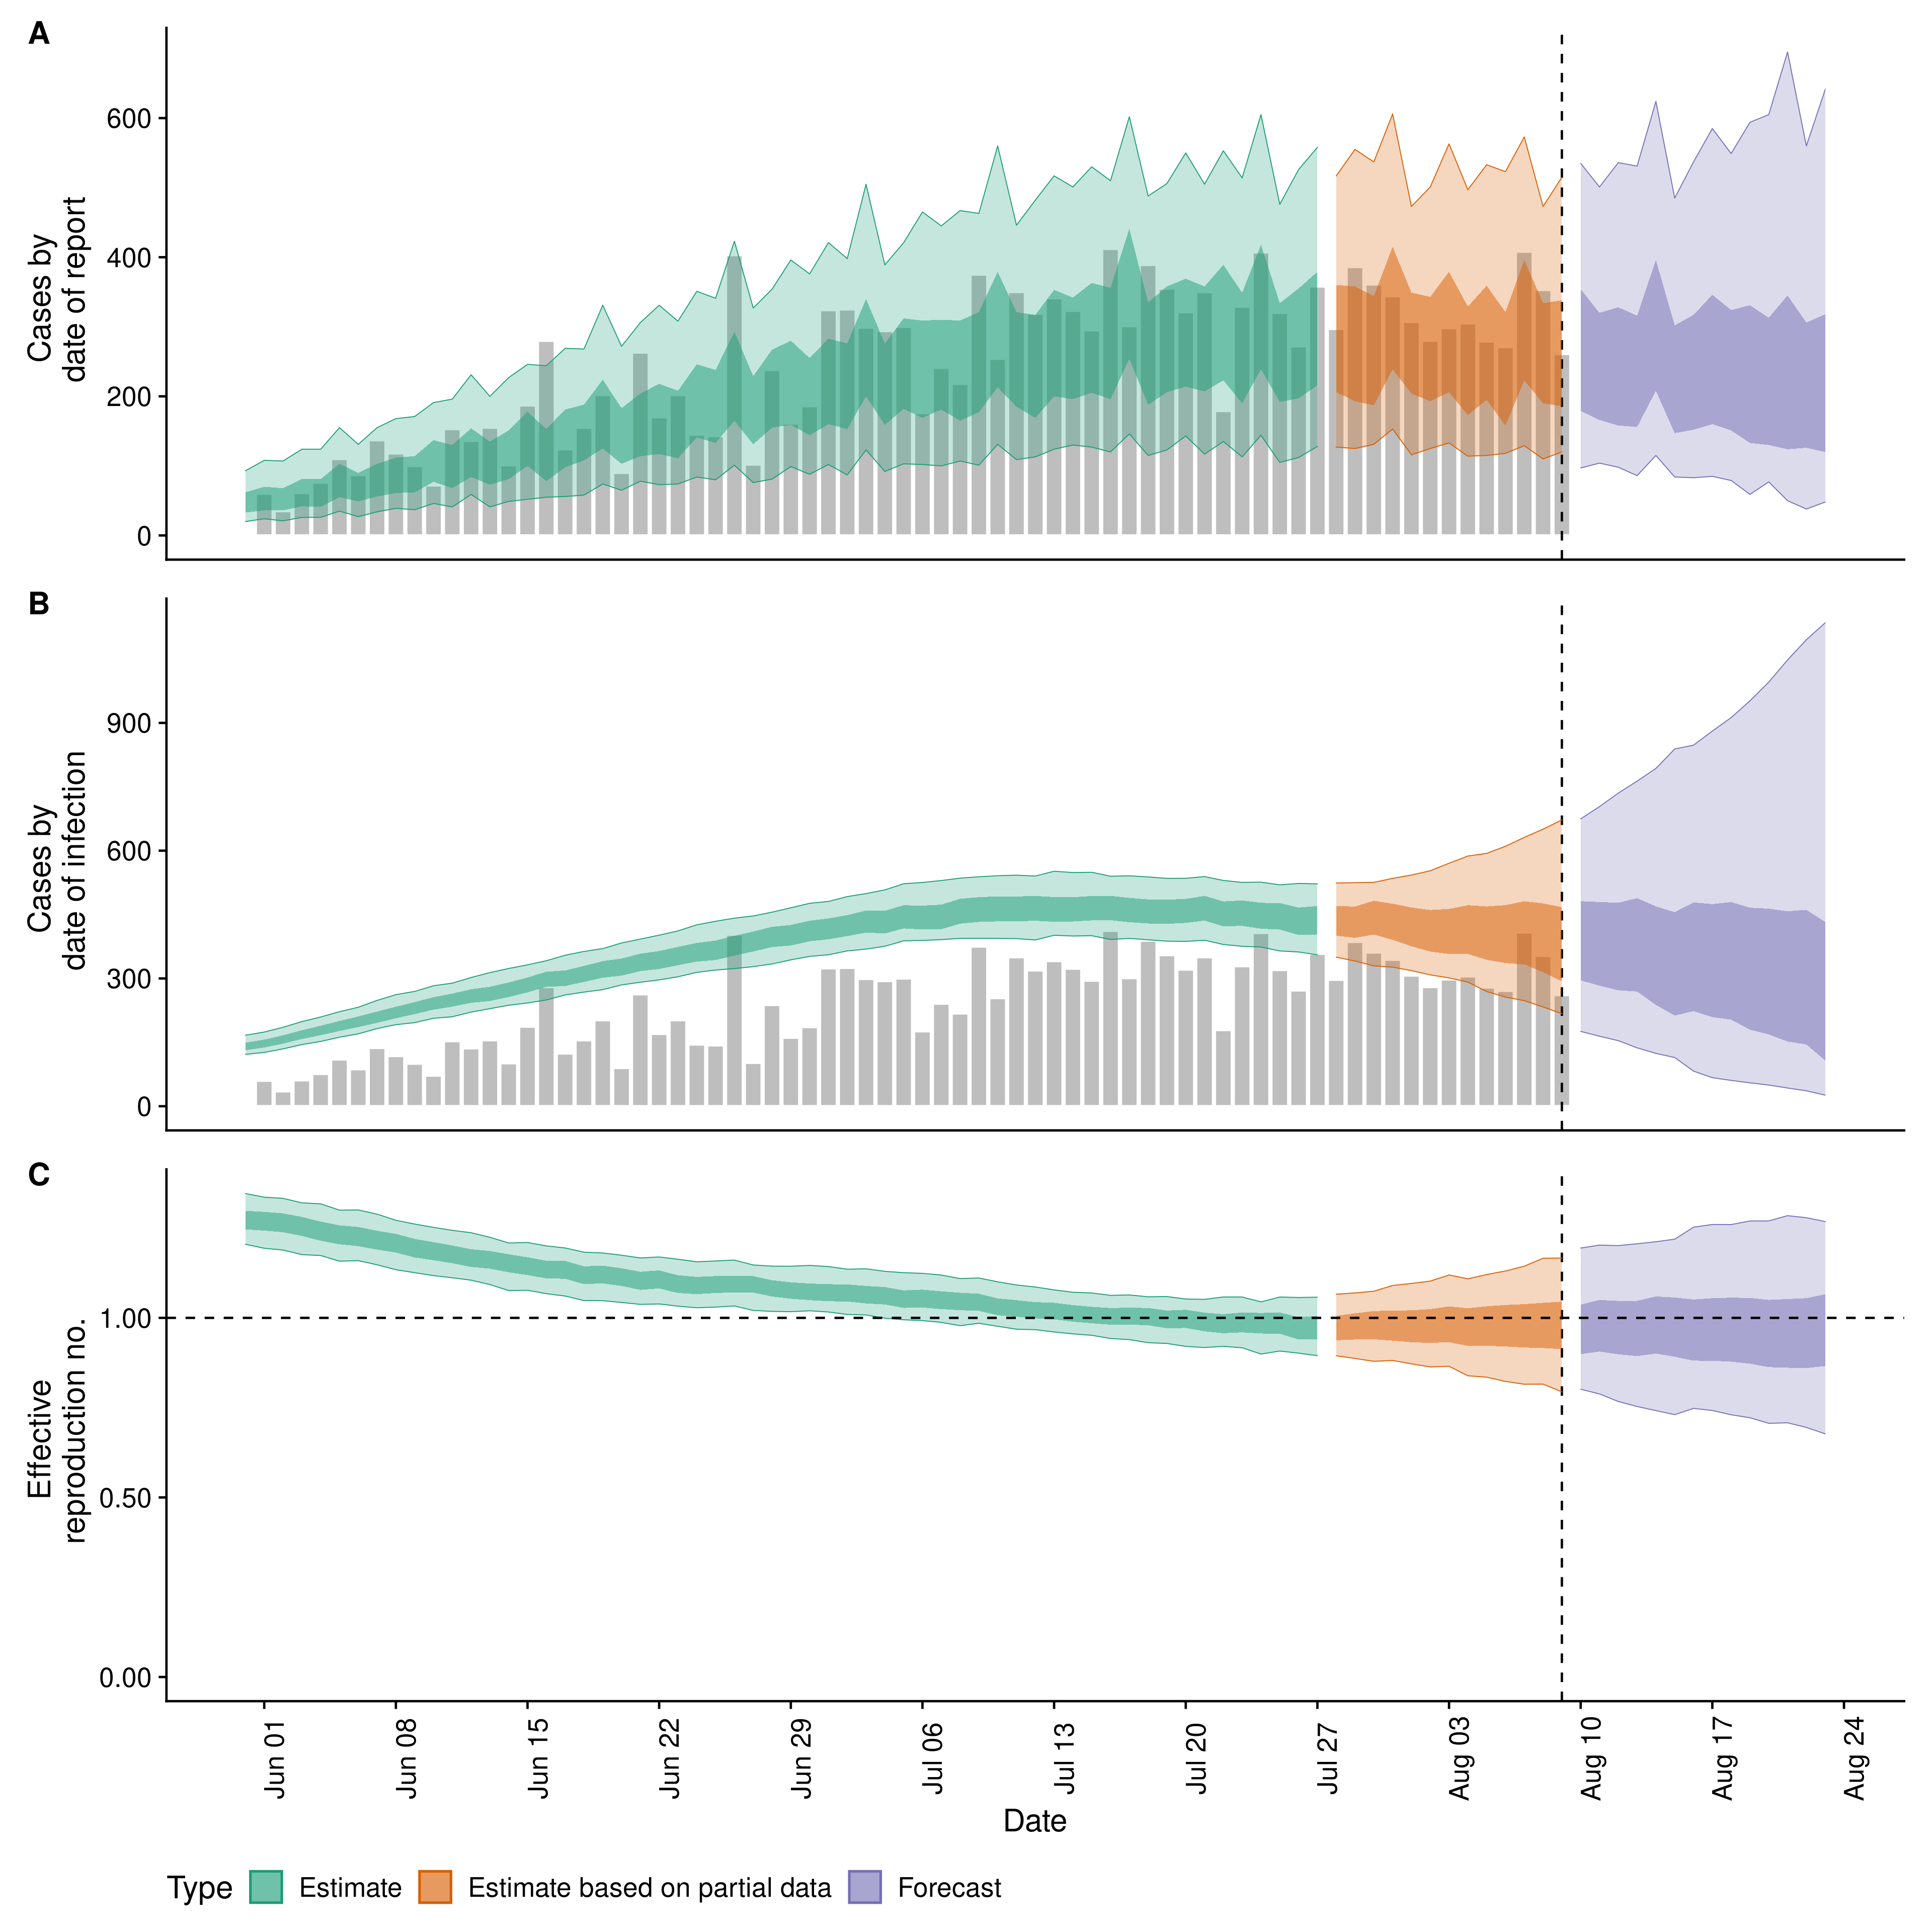 A
Cases by
date of report
600
400
200
0
B
Cases by
date of infection
900
600
300
0
C
Effective
reproduction no.
1.00
0.50
0.00
Jun 01
Jun 08
Jun 15
Jun 22
Jun 29
Jul 06
Jul 13
Jul 20
Jul 27
Aug 03
Aug 10
Aug 17
Aug 24
Date
Type Estimate Estimate based on partial data Forecast